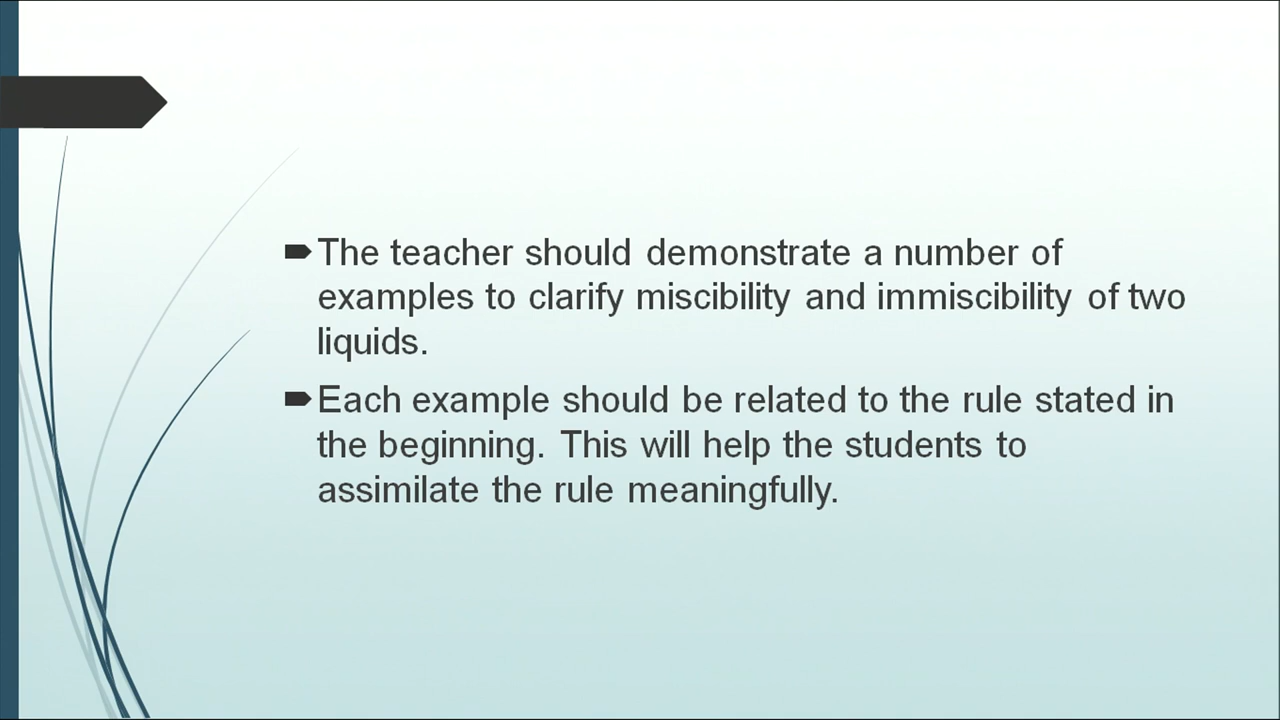 The teacher should demonstrate a number of
examples to clarify miscibility and immiscibility of two
liquids.
Each example should be related to the rule stated in
the beginning. This will help the students to
assimilate the rule meaningfully.